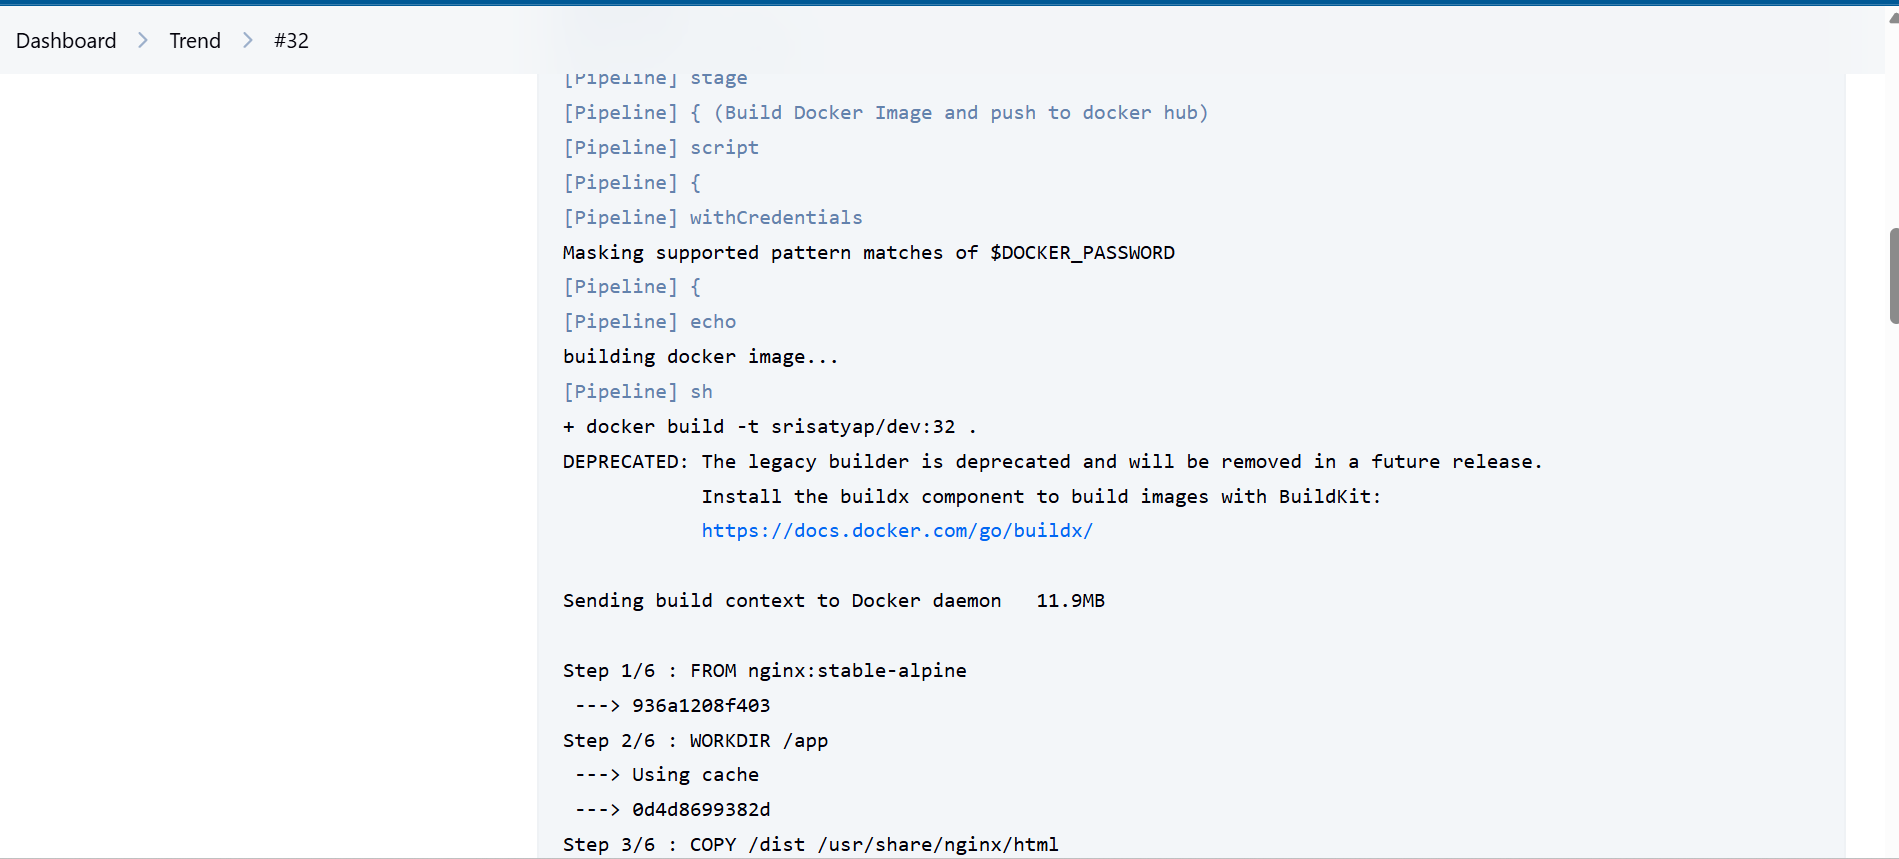 Dashboard > Trend > #32
[Pipeline] stage
[Pipeline] { (Build Docker Image and push to docker hub)
[Pipeline] script
[Pipeline] {
[Pipeline] withCredentials
Masking supported pattern matches of $DOCKER_PASSWORD
[Pipeline] {
[Pipeline] echo
building docker image...
[Pipeline] sh
+ docker build -t srisatyap/dev:32 .
DEPRECATED: The legacy builder is deprecated and will be removed in a future release.
Install the buildx component to build images with BuildKit:
https://docs.docker.com/go/buildx/
Sending build context to Docker daemon 11.9MB
Step 1/6 : FROM nginx:stable-alpine
---> 936a1208f403
Step 2/6 : WORKDIR /app
---> Using cache
---> 0d4d8699382d
Step 3/6 : COPY /dist /usr/share/nginx/html